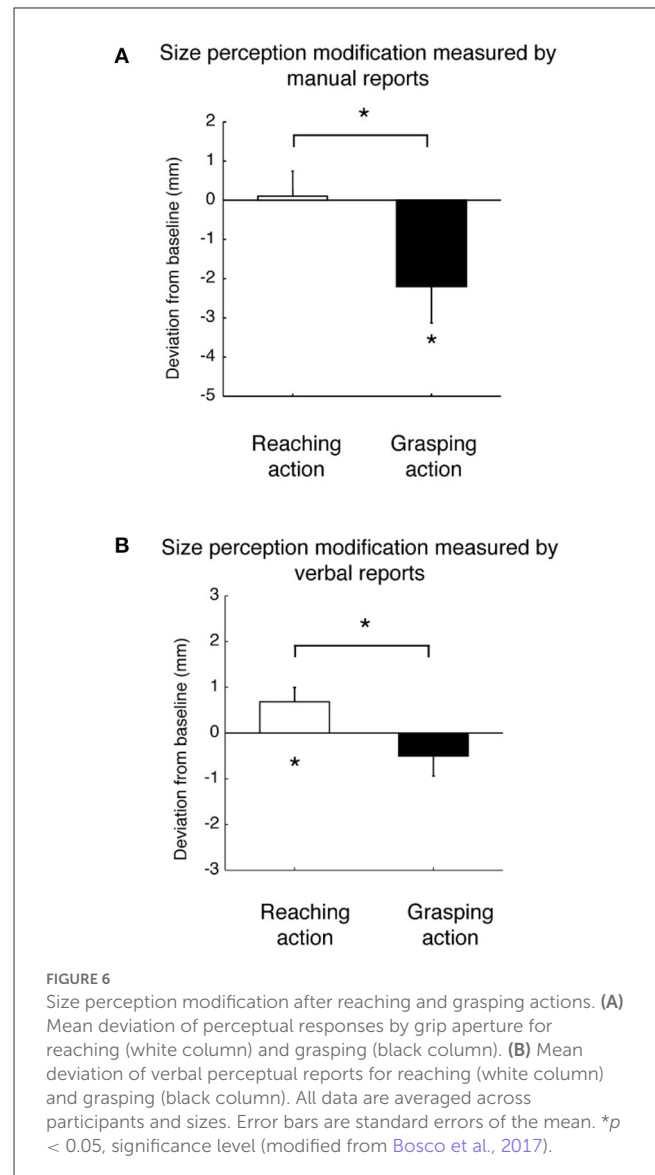 A Size perception modification measured by
manual reports
*
2
1
0
-1
-2
-3
-4
-5
Deviation from baseline (mm)
*
Reaching
action
Grasping
action
B Size perception modification measured by
verbal reports
*
3
2
1
0
-1
-2
-3
Deviation from baseline (mm)
*
Reaching
action
Grasping
action
FIGURE 6
Size perception modification after reaching and grasping actions. (A)
Mean deviation of perceptual responses by grip aperture for
reaching (white column) and grasping (black column). (B) Mean
deviation of verbal perceptual reports for reaching (white column)
and grasping (black column). All data are averaged across
participants and sizes. Error bars are standard errors of the mean. *p
< 0.05, significance level (modified from Bosco et al., 2017).